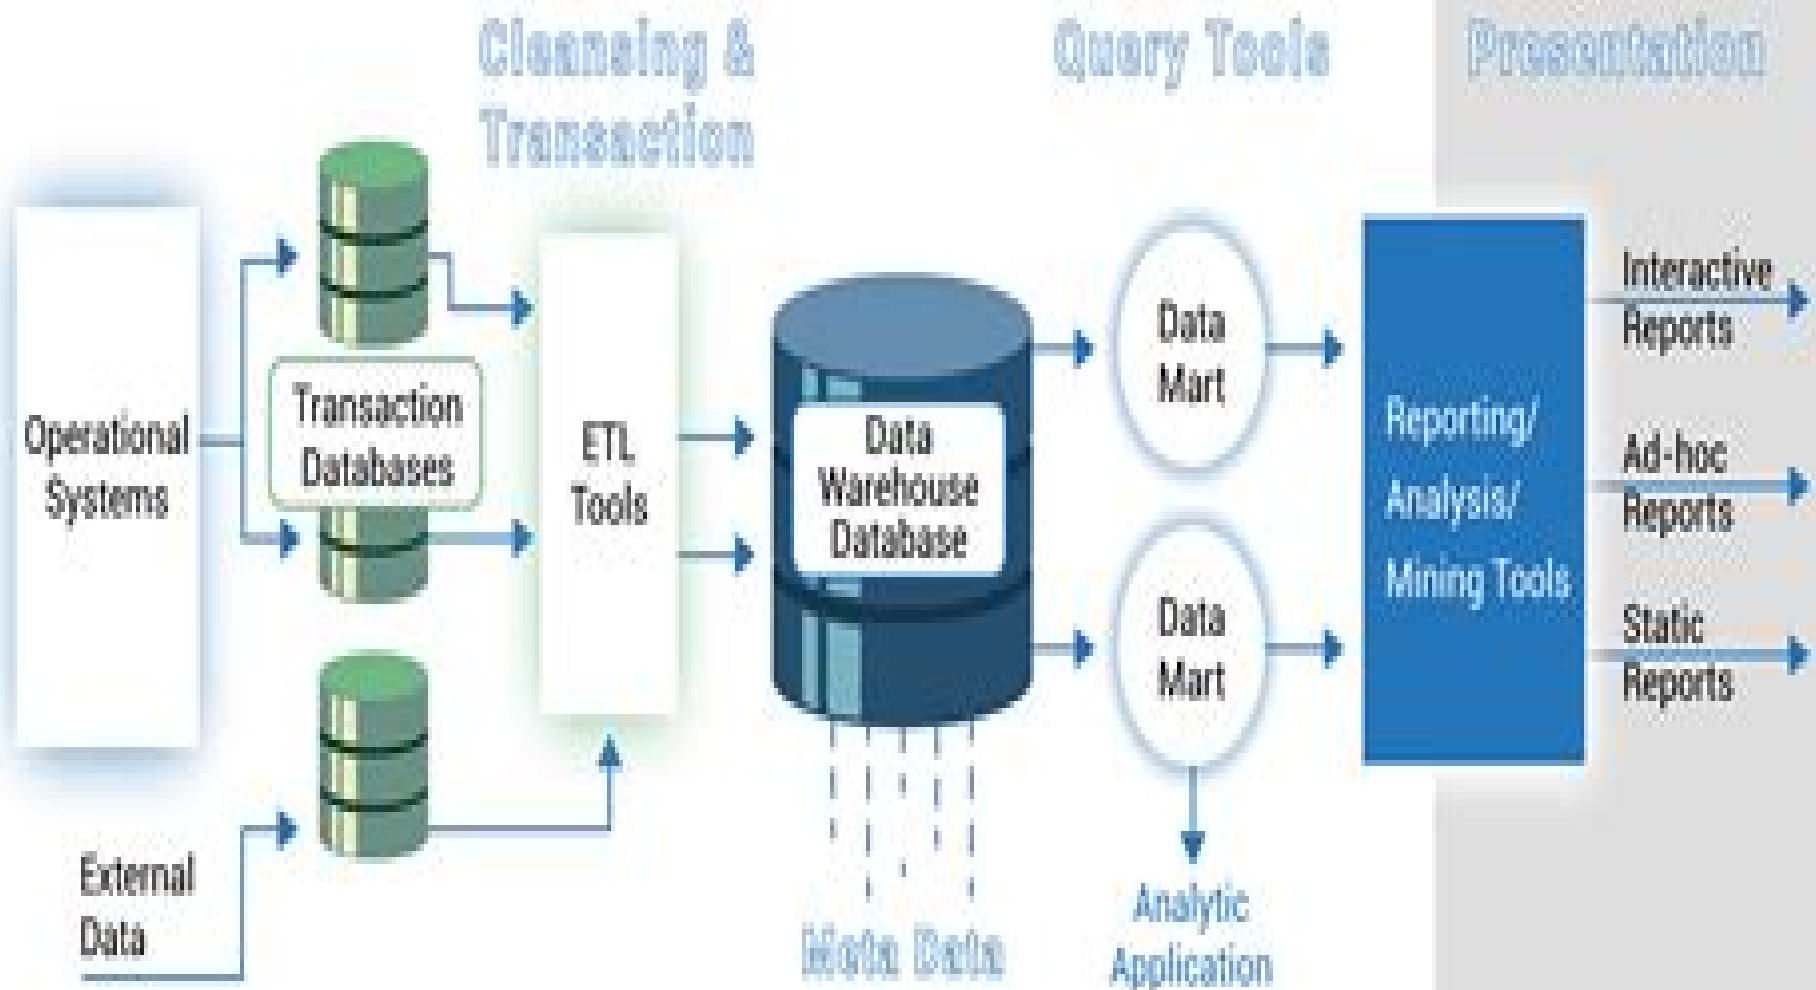 Cleansing &
Transaction
Query Tools
Presentation
Operational
Systems
Transaction
Databases
ETL
Tools
Data
Warehouse
Database
Data
Mart
Data
Mart
Reporting/
Analysis/
Mining Tools
Interactive
Reports
Ad-hoc
Reports
Static
Reports
External
Data
Meta Data
Analytic
Application